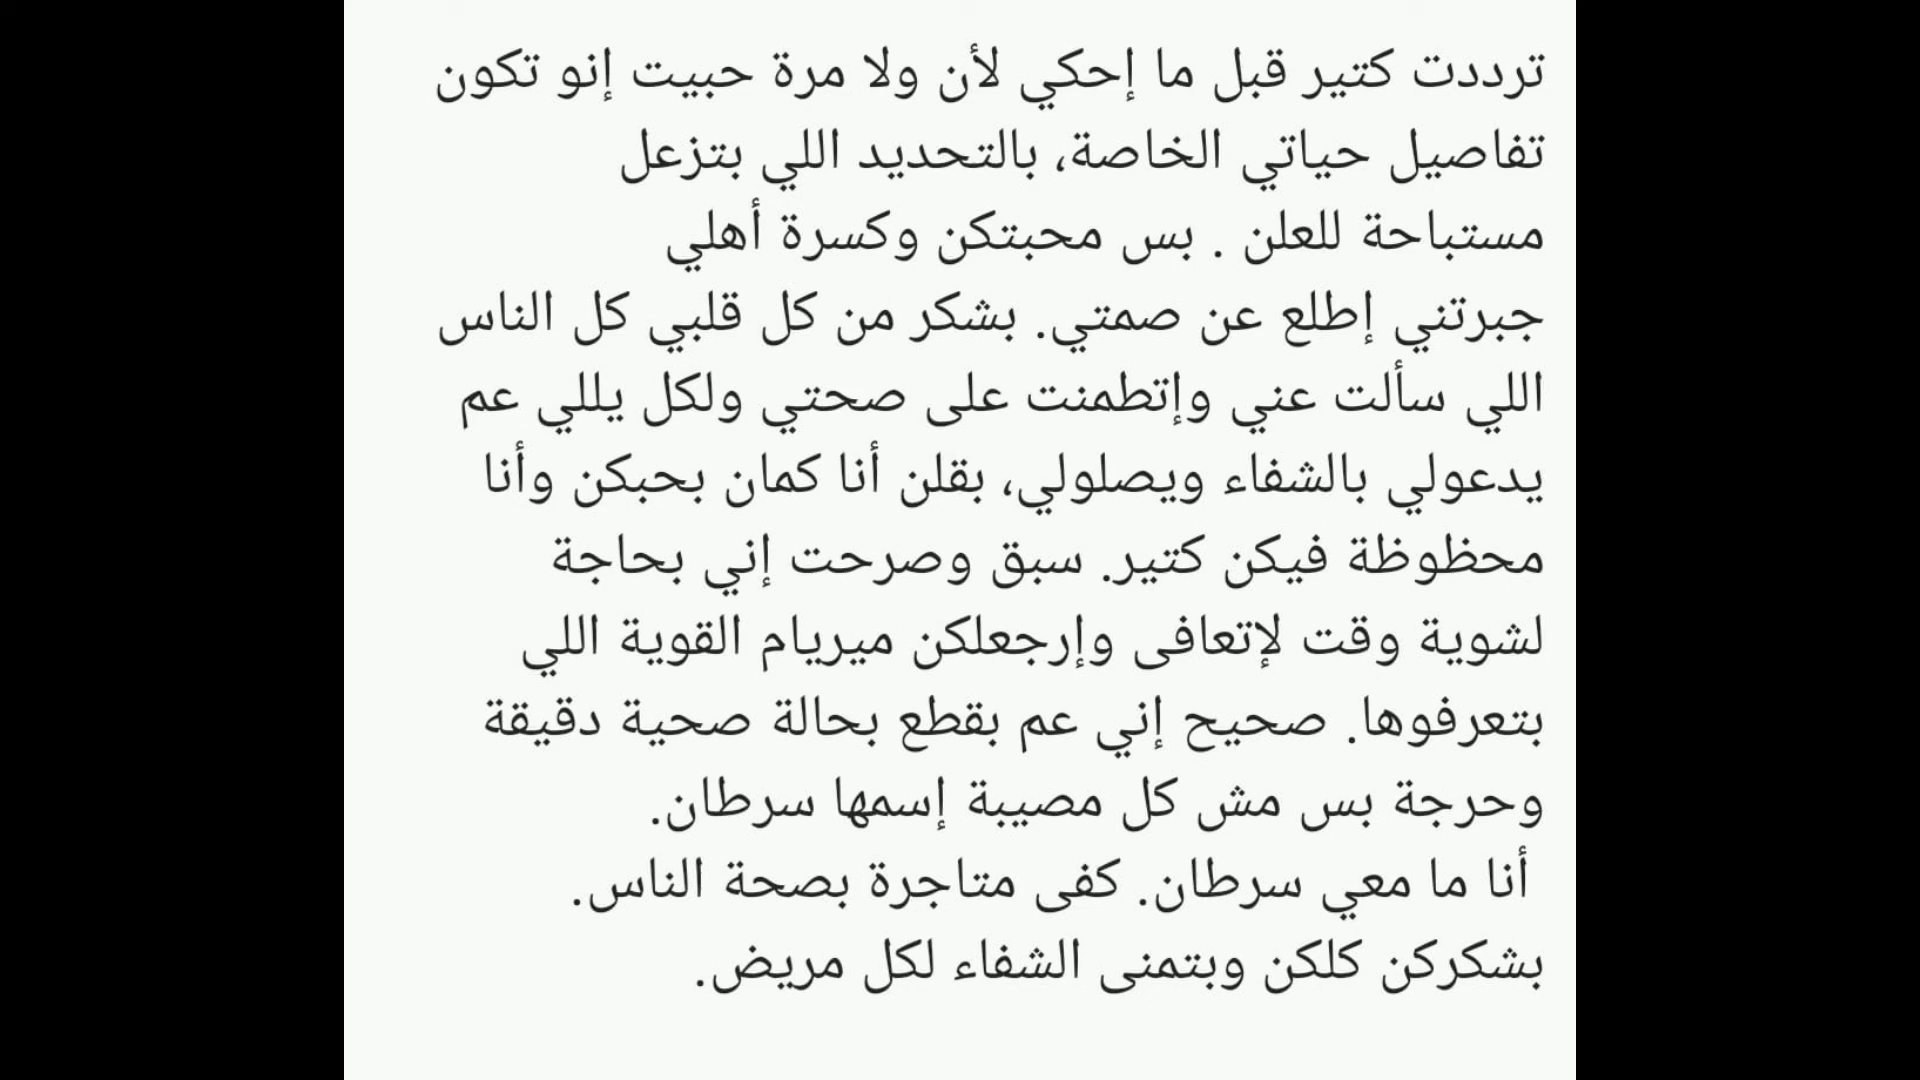 ترددت كتير قبل ما إحكي لأن ولا مرة حبيت إنو تكون
تفاصيل حياتي الخاصة، بالتحديد اللي بتزعل
مستباحة للعلن . بس محبتكن وكسرة أهلي
جبرتني إطلع عن صمتي. بشكر من كل قلبي كل الناس
اللي سألت عني وإتطمنت على صحتي ولكل يللي عم
يدعولي بالشفاء ويصلولي، بقلن أنا كمان بحبكن وأنا
محظوظة فيكن كتير. سبق وصرحت إني بحاجة
لشوية وقت لإتعافى وإرجعلكن ميريام القوية اللي
بتعرفوها. صحيح إني عم بقطع بحالة صحية دقيقة
وحرجة بس مش كل مصيبة إسمها سرطان.
أنا ما معي سرطان. كفى متاجرة بصحة الناس.
بشكركن كلكن وبتمنى الشفاء لكل مريض.